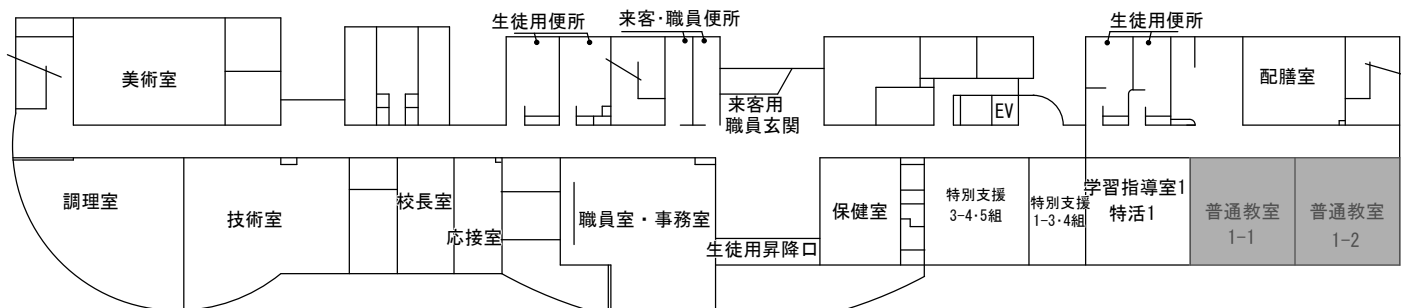 生徒用便所
来客・職員便所
生徒用便所
美術室
配膳室
来客用
職員玄関
EV
調理室
技術室
校長室
応接室
職員室・事務室
生徒用昇降口
保健室
特別支援
3-4・5組
特別支援
1-3・4組
学習指導室1
特活1
普通教室
1-1
普通教室
1-2